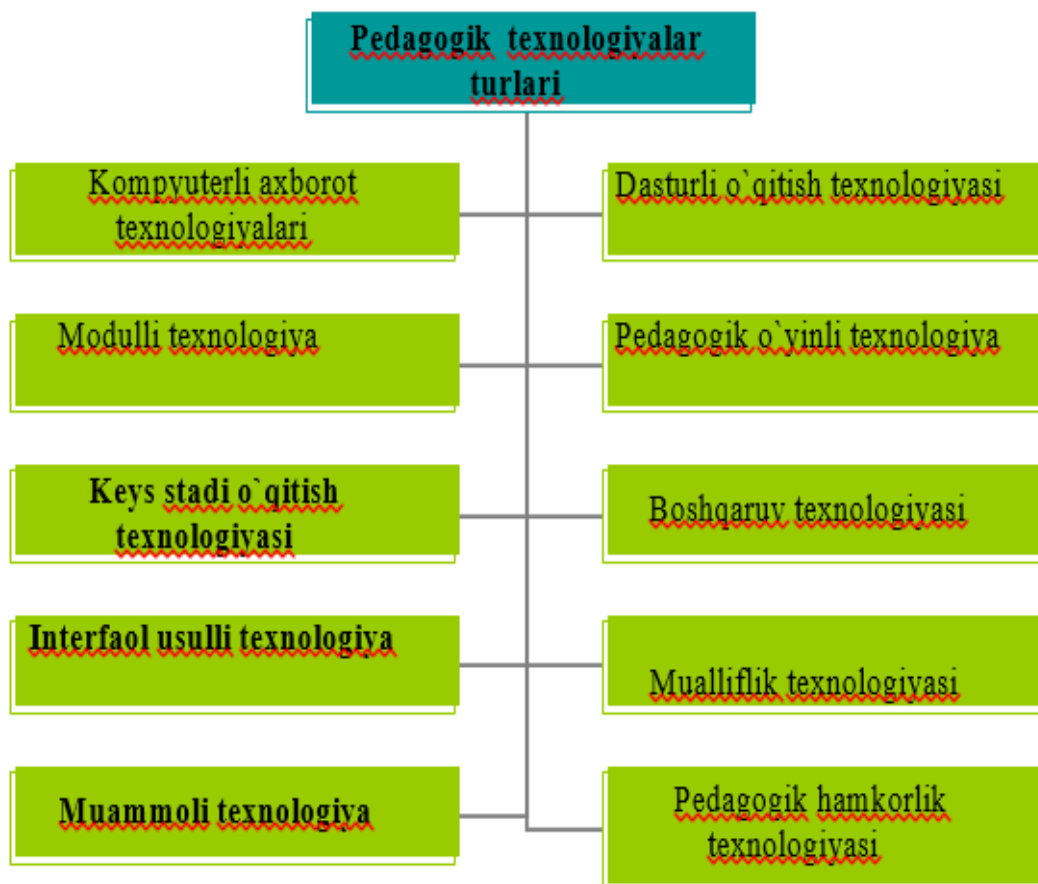 Pedagogik texnologiyalar
turlari
Kompyuterli axborot
texnologiyalari
Dasturli o`qitish texnologiyasi
Modulli texnologiya
Pedagogik o`yinli texnologiya
Keys stadi o`qitish
texnologiyasi
Boshqaruv texnologiyasi
Interfaol usulli texnologiya
Mualliflik texnologiyasi
Muammoli texnologiya
Pedagogik hamkorlik
texnologiyasi